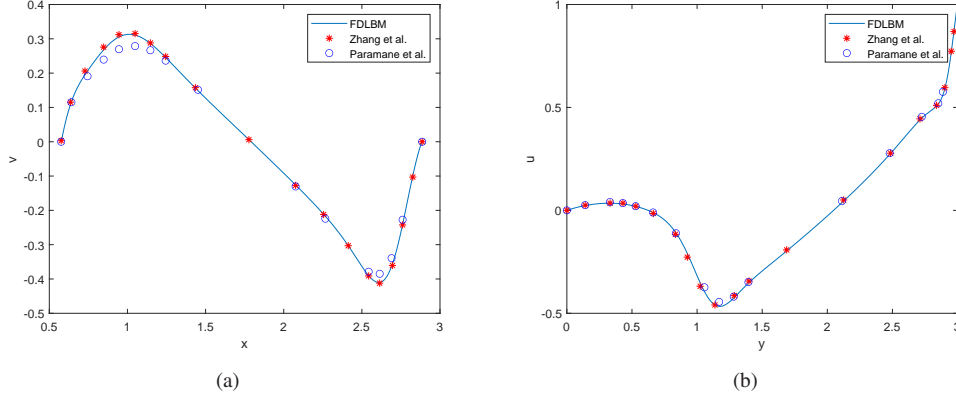 0.4
0.3
0.2
0.1
0
-0.1
-0.2
-0.3
-0.4
-0.5
v
0.5
1
1.5
2
2.5
3
x
FDLBM
Zhang et al.
Paramane et al.
(a)
1
0.5
0
-0.5
u
0
0.5
1
1.5
2
2.5
3
y
FDLBM
Zhang et al.
Paramane et al.
(b)